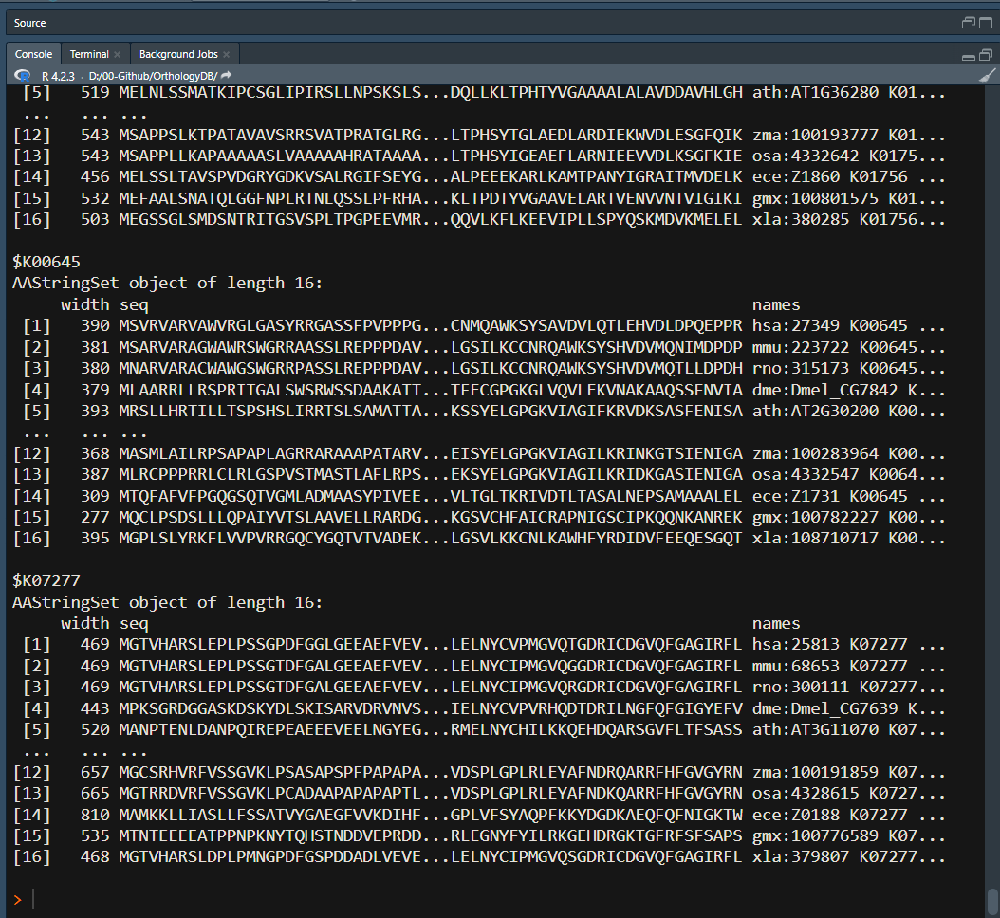 Source
Console Terminal × Background Jobs ×
R 4.2.3 · D:/00-Github/OrthologyDB/
[5] 519 MELNLSSMATKIPCSGLIPIRSLLNPSKSLS...DQLLKLTPHTYVGAAAALALAVDDAVHLGH ath:AT1G36280 K01...
... ... ...
[12] 543 MSAPPSLKTPATAVAVSRRSVATPRATGLRG...LTPHSYTGLAEDLARDIEKWVDLESGFQIK zma:100193777 K01...
[13] 543 MSAPPLLKAPAAAAASLVAAAAAHRATAAAA...LTPHSYIGEAEFLARNIEEVVDLKSGFKIE osa:4332642 K0175...
[14] 456 MELSSLTAVSPVDGRYGDKVSALRGIFSEYG...ALPEEEKARLKAMTPANYIGRAITMVDELK ece:Z1860 K01756 ...
[15] 532 MEFAALSNATQLGGFNPLRTNLQSSLPFRHA...KLTPDTYVGAAVELARTVENVVNTVIGIKI gmx:100801575 K01...
[16] 503 MEGSSGLSMDSNTRITGSVSPLTPGPEEVMR...QQVLKFLKEEVIPLLSPYQSKMDVKMELEL xla:380285 K01756...
$K00645
AAStringSet object of length 16:
width seq names
[1] 390 MSVRVARVAWVRGLGASYRRGASSFPVPPPG...CNMQAWKSYSAVDVLQTLEHVDLDPQEPPR hsa:27349 K00645 ...
[2] 381 MSARVARAGWAWRSWGRRAASSLREPPPDAV...LGSILKCCNRQAWKSYSHVDVMQNIMDPDP mmu:223722 K00645...
[3] 380 MNARVARACWAWGSWGRRPASSLREPPPDAV...LGSILKCCNRQAWKSYSHVDVMQTLLDPDH rno:315173 K00645...
[4] 379 MLAARRLLRSPRITGALSWSRWSSDAAKATT...TFECGPGKGLVQVLEKVNAKAAQSSFNVIA dme:Dmel_CG7842 K...
[5] 393 MRSLLHRTILLTSPSHSLIRRTSLSAMATTA...KSSYELGPGKVIAGIFKRVDKSASFENISA ath:AT2G30200 K00...
... ... ...
[12] 368 MASMLAILRPSAPAPLAGRRARAAAPATARV...EISYELGPGKVIAGILKRINKGTSIENIGA zma:100283964 K00...
[13] 387 MLRCPPPRRLCLRLGSPVSTMASTLAFLRPS...EKSYELGPGKVIAGILKRIDKGASIENIGA osa:4332547 K0064...
[14] 309 MTQFAFVFPGQGSQTVGMLADMAASYPIVEE...VLTGLTKRIVDTLTASALNEPSAMAAALEL ece:Z1731 K00645 ...
[15] 277 MQCLPSDSLLLQPAIYVTSLAAVELLRARDG...KGSVCHFAICRAPNIGSCIPKQQNKANREK gmx:100782227 K00...
[16] 395 MGPLSLYRKFLVVPVRRGQCYGQTVTVADEK...LGSVLKKCNLKAWHFYRDIDVFEEQESGQT xla:108710717 K00...
$K07277
AAStringSet object of length 16:
width seq names
[1] 469 MGTVHARSLEPLPSSGPDFGGLGEEAEFVEV...LELNYCVPMGVQTGDRICDGVQFGAGIRFL hsa:25813 K07277 ...
[2] 469 MGTVHARSLEPLPSSGTDFGALGEEAEFVEV...LELNYCIPMGVQGGDRICDGVQFGAGIRFL mmu:68653 K07277 ...
[3] 469 MGTVHARSLEPLPSSGTDFGALGEEAEFVEV...LELNYCIPMGVQRGDRICDGVQFGAGIRFL rno:300111 K07277...
[4] 443 MPKSGRDGGASKDSKYDLSKISARVDRVNVS...IELNYCVPVRHQDTDRILNGFQFGIGYEFV dme:Dmel_CG7639 K...
[5] 520 MANPTENLDANPQIREPEAEEEVEELNGYEG...RMELNYCHILKKQEHDQARSGVFLTFSASS ath:AT3G11070 K07...
... ... ...
[12] 657 MGCSRHVRFVSSGVKLPSASAPSPFPAPAPA...VDSPLGPLRLEYAFNDRQARRFHFGVGYRN zma:100191859 K07...
[13] 665 MGTRRDVRFVSSGVKLPCADAAPAPAPAPTL...VDSPLGPLRLEYAFNDKQARRFHFGVGYRN osa:4328615 K0727...
[14] 810 MAMKKLLIASLLFSSATVYGAEGFVVKDIHF...GPLVFSYAQPFKKYDGDKAEQFQFNIGKTW ece:Z0188 K07277 ...
[15] 535 MTNTEEEEATPPNPKNYTQHSTNDDVEPRDD...RLEGNYFYILRKGEHDRGKTGFRFSFSAPS gmx:100776589 K07...
[16] 468 MGTVHARSLDPLPMNGPDFGSPDDADLVEVE...LELNYCIPMGVQSGDRICDGVQFGAGIRFL xla:379807 K07277...
>